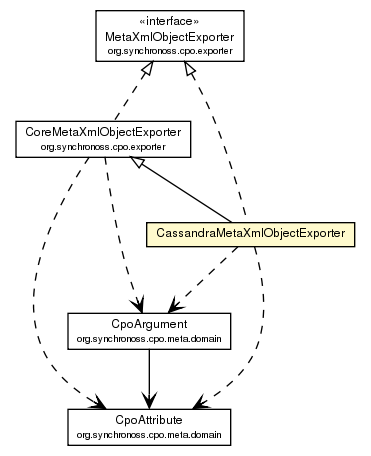 «interface»
MetaXmlObjectExporter
org.synchronoss.cpo.exporter
CoreMetaXmlObjectExporter
org.synchronoss.cpo.exporter
CassandraMetaXmlObjectExporter
CpoArgument
org.synchronoss.cpo.meta.domain
CpoAttribute
org.synchronoss.cpo.meta.domain